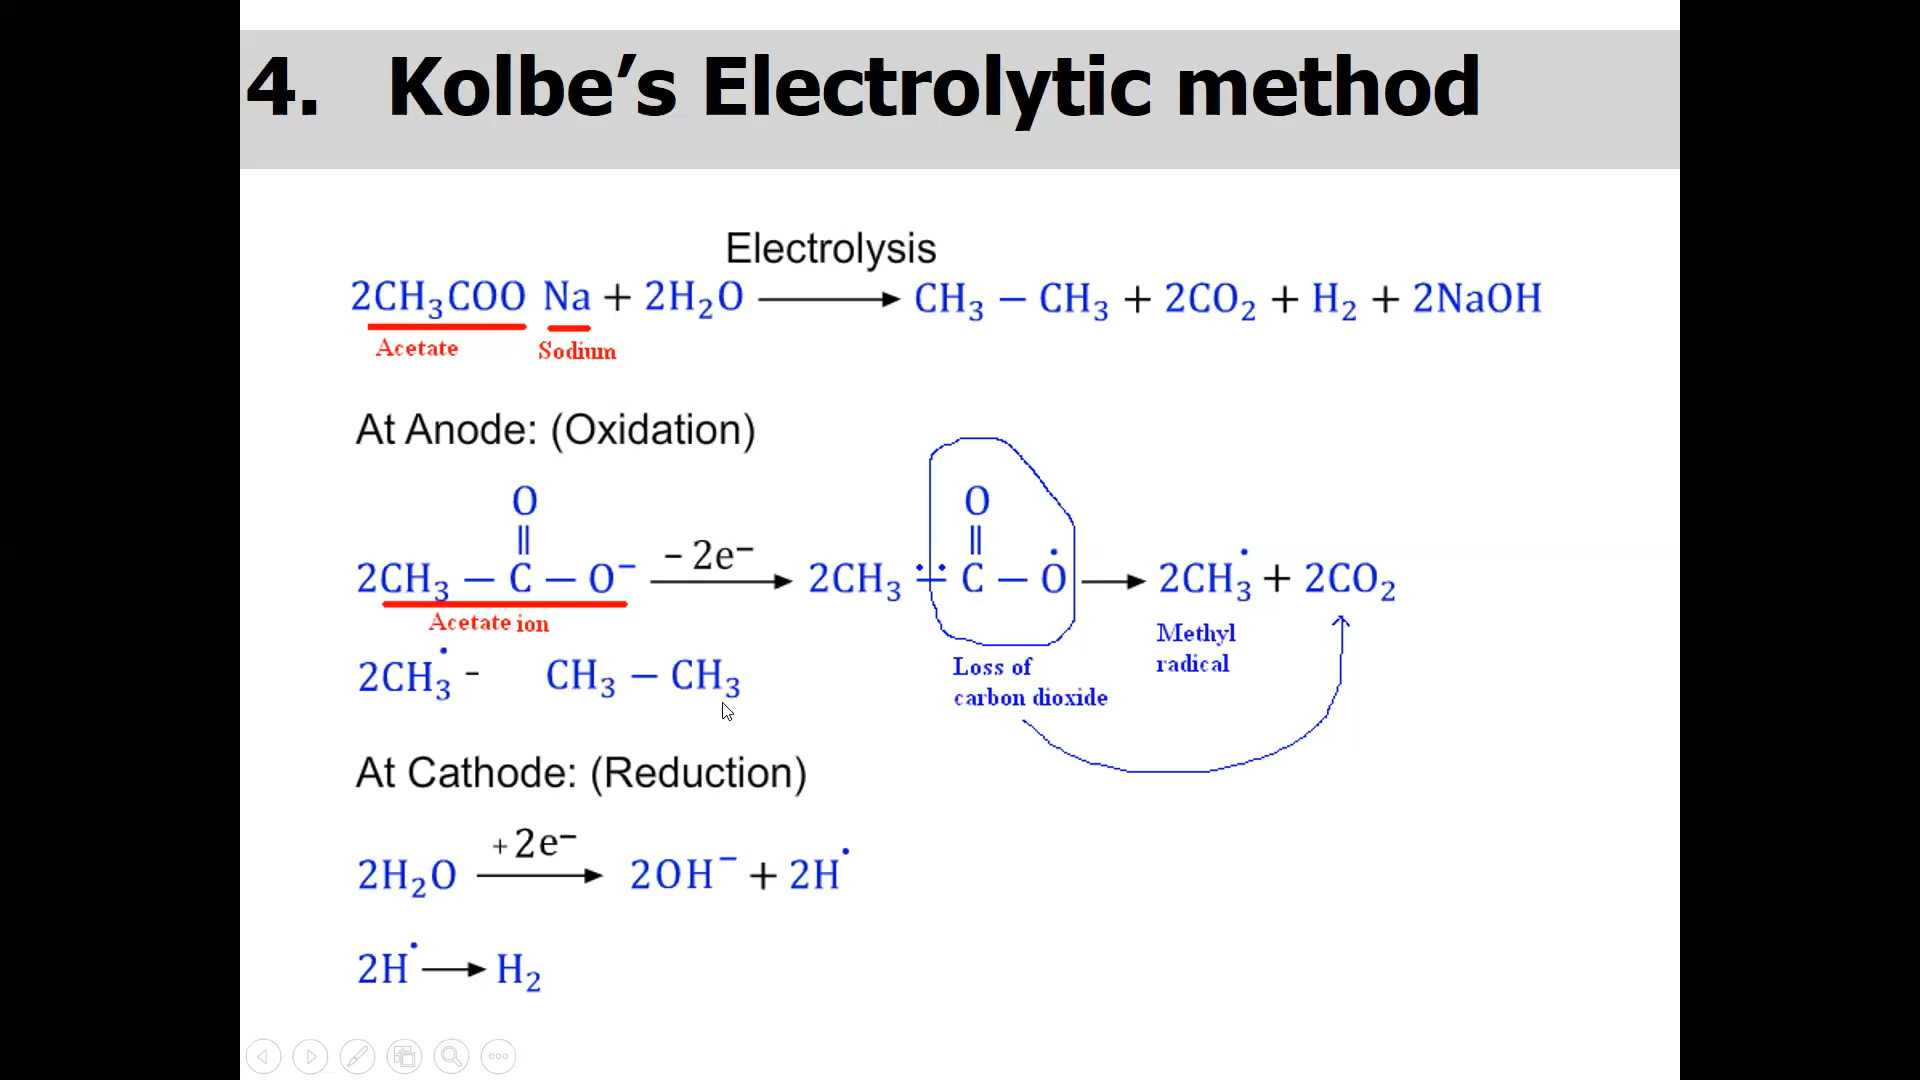 4. Kolbe’s Electrolytic method
Electrolysis
2CH₃COO Na + 2H₂O ⟶ CH₃ − CH₃ + 2CO₂ + H₂ + 2NaOH
Acetate Sodium
At Anode: (Oxidation)
O O
|| ||
− 2e⁻
2CH₃ − C − O⁻ ⟶ 2CH₃ ∙−∙ C − Ȯ ⟶ 2CH₃˙ + 2CO₂
Acetate ion
Methyl
radical
Loss of
carbon dioxide
2CH₃˙ - CH₃ − CH₃
At Cathode: (Reduction)
+2e⁻
2H₂O ⟶ 2OH⁻ + 2H˙
2H˙ ⟶ H₂